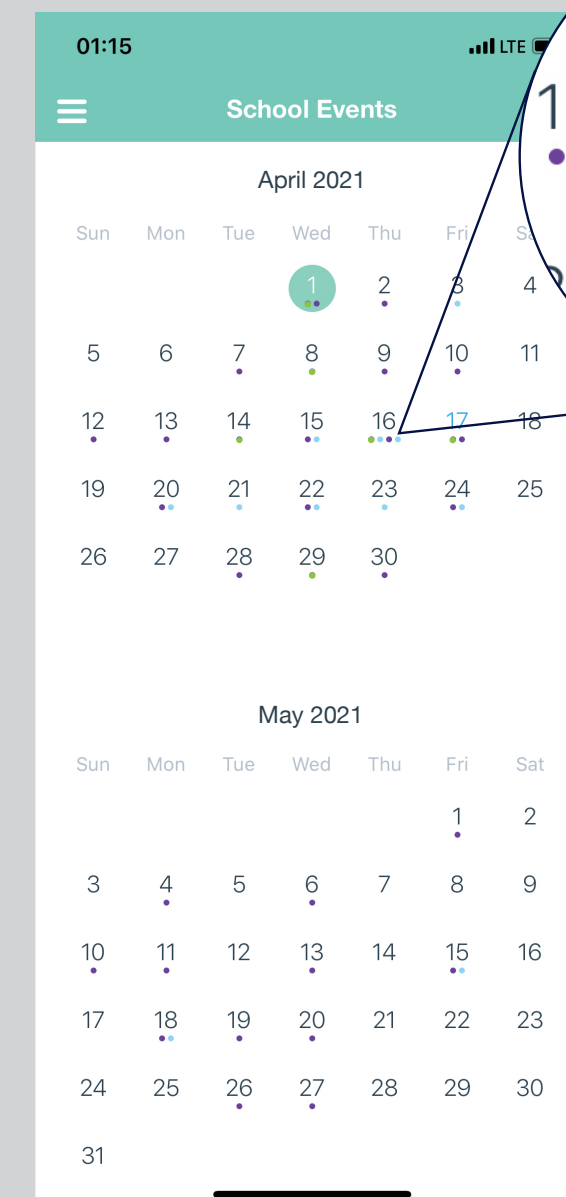 01:15 LTE
School Events
April 2021
Sun Mon Tue Wed Thu Fri
1 2 3 4
5 6 7 8 9 10 11
12 13 14 15 16 17 18
19 20 21 22 23 24 25
26 27 28 29 30
May 2021
Sun Mon Tue Wed Thu Fri Sat
1 2
3 4 5 6 7 8 9
10 11 12 13 14 15 16
17 18 19 20 21 22 23
24 25 26 27 28 29 30
31